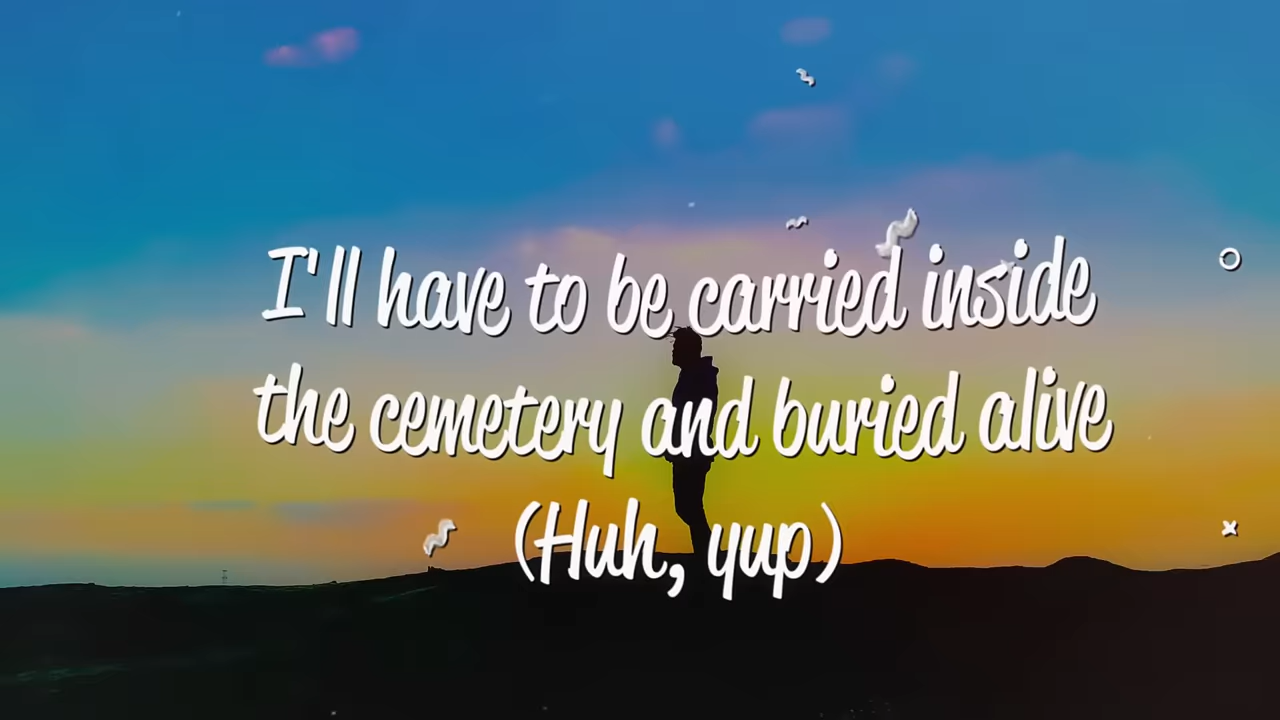 I'll have to be carried inside
the cemetery and buried alive
(Huh, yup)